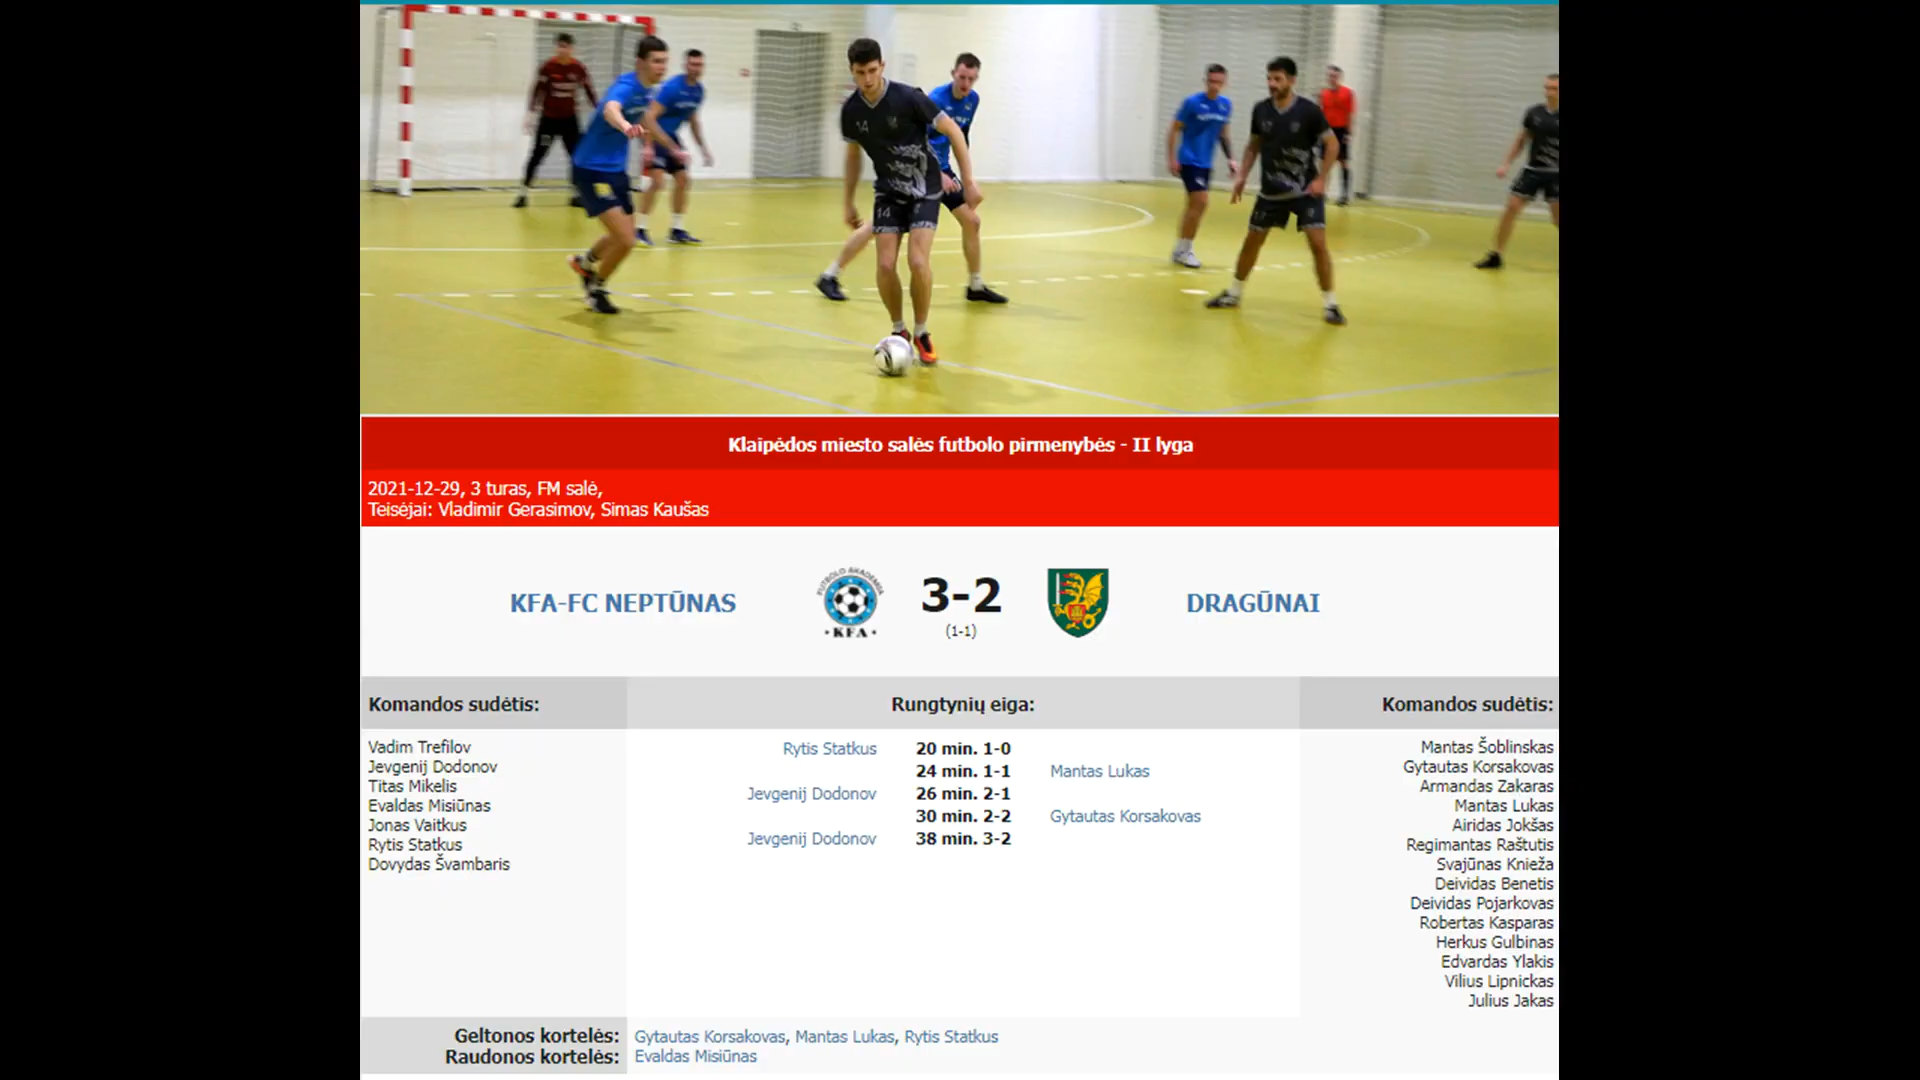 14
14
Klaipėdos miesto salės futbolo pirmenybės - II lyga
2021-12-29, 3 turas, FM salė,
Teisėjai: Vladimir Gerasimov, Simas Kaušas
KFA-FC NEPTŪNAS
FUTBOLO AKADEMIJA
KFA
3-2
(1-1)
DRAGŪNAI
Komandos sudėtis:
Rungtynių eiga:
Komandos sudėtis:
Vadim Trefilov
Jevgenij Dodonov
Titas Mikelis
Evaldas Misiūnas
Jonas Vaitkus
Rytis Statkus
Dovydas Švambaris
Rytis Statkus 20 min. 1-0
24 min. 1-1 Mantas Lukas
Jevgenij Dodonov 26 min. 2-1
30 min. 2-2 Gytautas Korsakovas
Jevgenij Dodonov 38 min. 3-2
Mantas Šoblinskas
Gytautas Korsakovas
Armandas Zakaras
Mantas Lukas
Airidas Jokšas
Regimantas Raštutis
Svajūnas Knieža
Deividas Benetis
Deividas Pojarkovas
Robertas Kasparas
Herkus Gulbinas
Edvardas Ylakis
Vilius Lipnickas
Julius Jakas
Geltonos kortelės: Gytautas Korsakovas, Mantas Lukas, Rytis Statkus
Raudonos kortelės: Evaldas Misiūnas